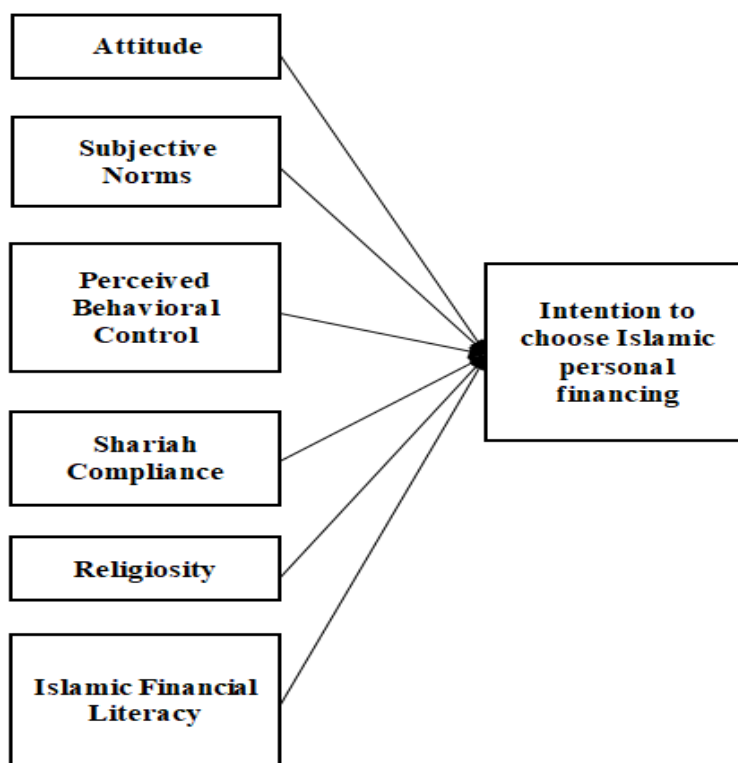 Attitude
Subjective
Norms
Perceived
Behavioral
Control
Shariah
Compliance
Religiosity
Islamic Financial
Literacy
Intention to
choose Islamic
personal
financing